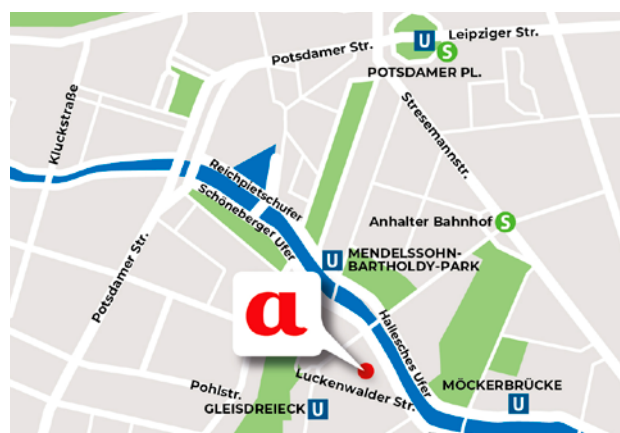 Leipziger Str.
U
S
Potsdamer Str.
POTSDAMER PL.
Kluckstraße
Stresemannstr.
Reichpietschufer
Schöneberger Ufer
Anhalter Bahnhof S
U MENDELSSOHN-
BARTHOLDY-PARK
Potsdamer Str.
a
Hallesches Ufer
Luckenwalder Str.
Pohlstr.
GLEISDREIECK U
MÖCKERBRÜCKE
U